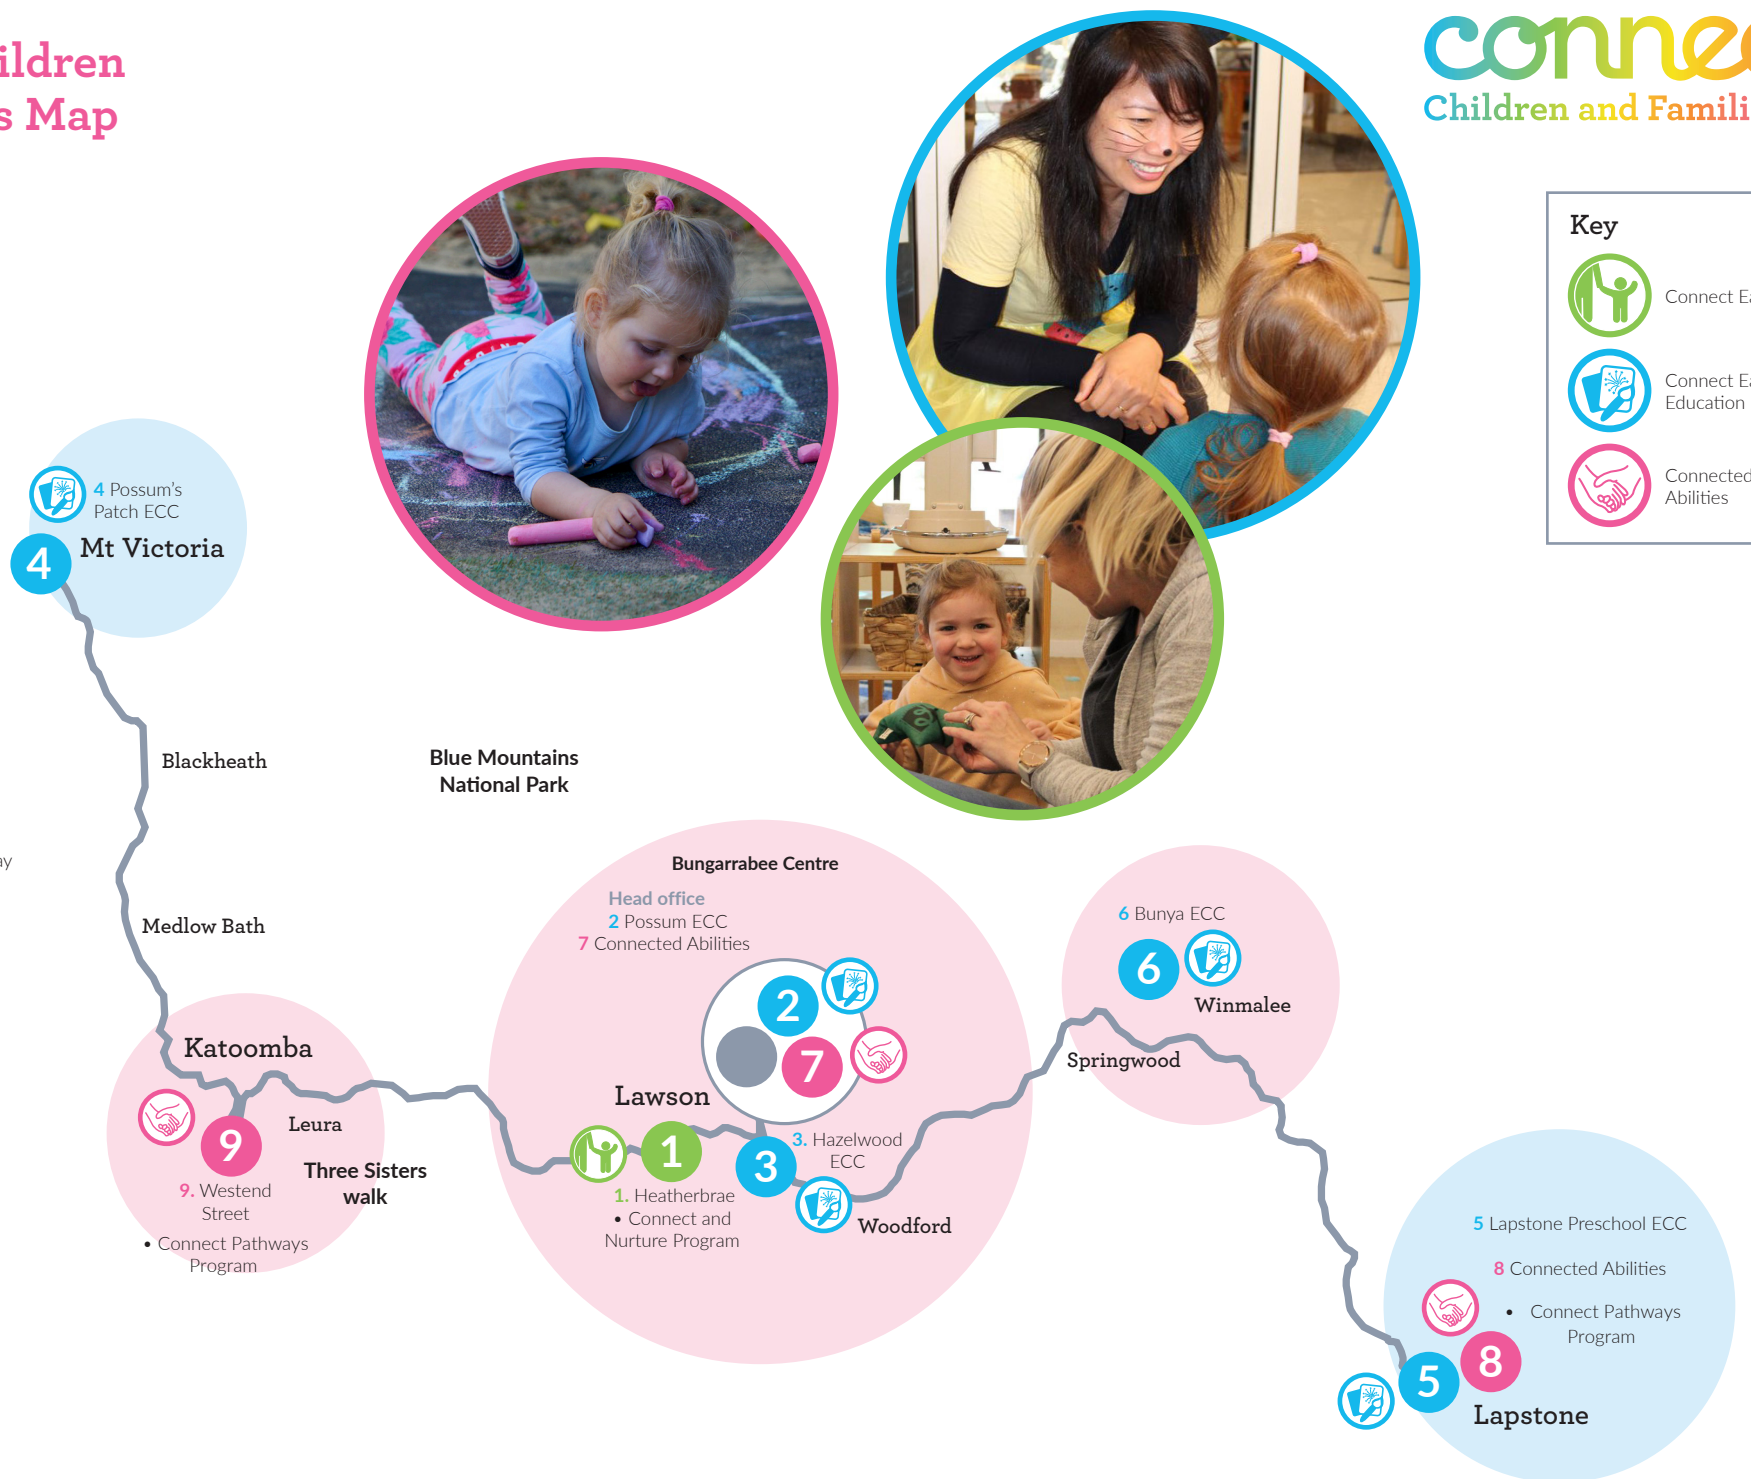 ildren
s Map
connec
Children and Famili
Key
Connect Ea
Connect Ea
Education
Connected
Abilities
4 Possum's
Patch ECC
4
Mt Victoria
Blackheath
Blue Mountains
National Park
ay
Medlow Bath
Bungarrabee Centre
Head office
2 Possum ECC
7 Connected Abilities
2
7
6 Bunya ECC
6
Winmalee
Springwood
Katoomba
Leura
9
Three Sisters
walk
9. Westend
Street
• Connect Pathways
Program
Lawson
1
3
3. Hazelwood
ECC
1. Heatherbrae
• Connect and
Nurture Program
Woodford
5 Lapstone Preschool ECC
8 Connected Abilities
• Connect Pathways
Program
8
5
Lapstone